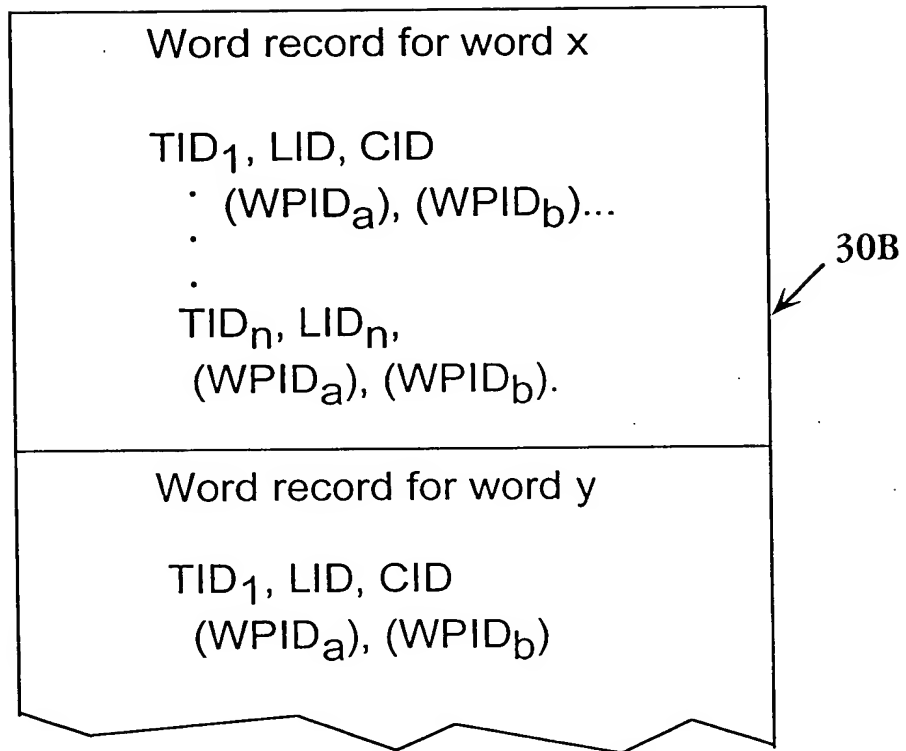 Word record for word x
TID1, LID, CID
(WPIDa), (WPIDb)...
.
.
TIDn, LIDn,
(WPIDa), (WPIDb).
30B
Word record for word y
TID1, LID, CID
(WPIDa), (WPIDb)